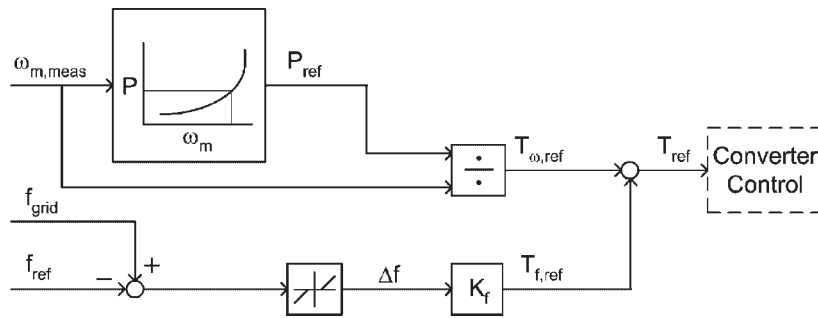 ω_m,meas
P
ω_m
P_ref
÷
T_ω,ref
T_ref
Converter
Control
f_grid
+
f_ref
−
Δf
K_f
T_f,ref